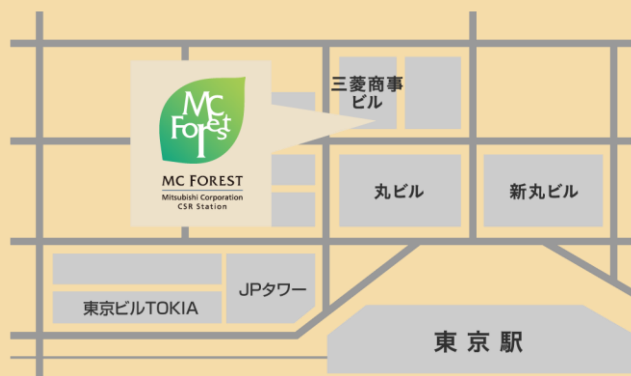 三菱商事
ビル
MC
Forest
MC FOREST
Mitsubishi Corporation
CSR Station
丸ビル
新丸ビル
JPタワー
東京ビルTOKIA
東京駅